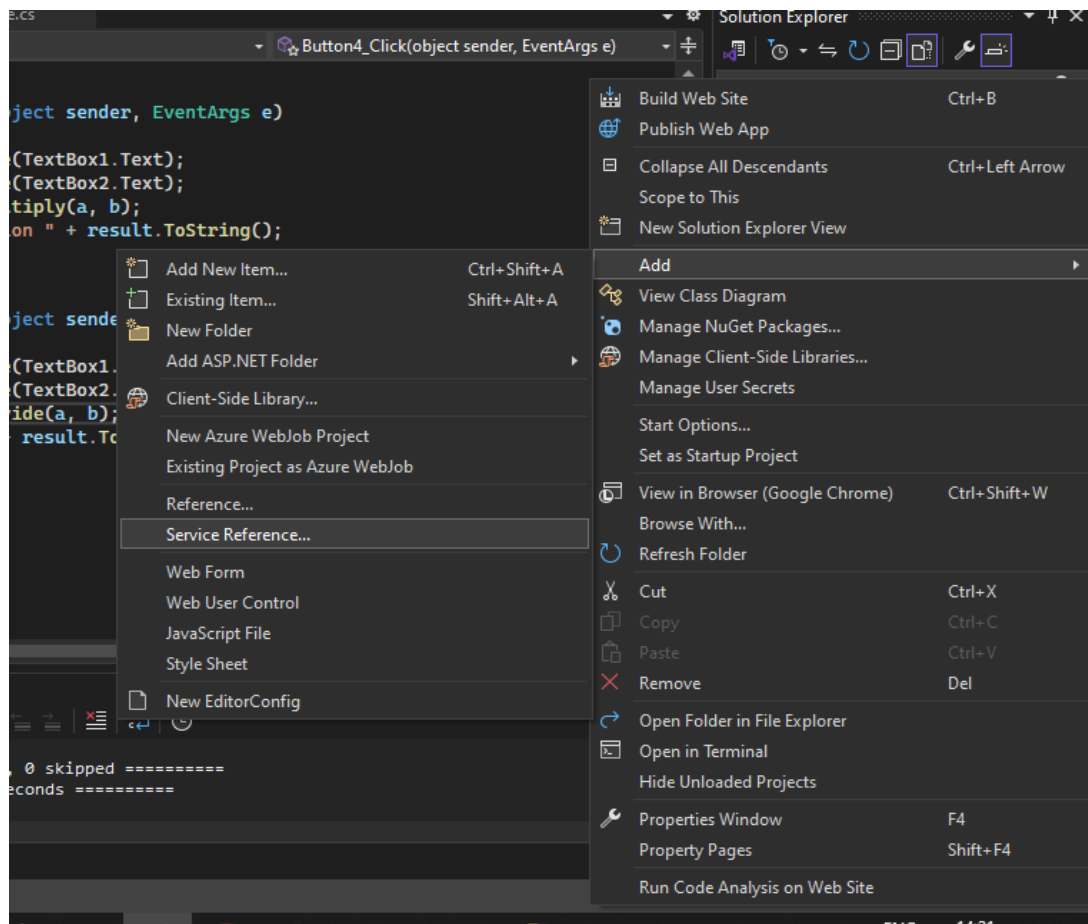 e.cs
Solution Explorer
Button4_Click(object sender, EventArgs e)
ject sender, EventArgs e)
(TextBox1.Text);
(TextBox2.Text);
tiply(a, b);
on " + result.ToString();
ject sende
(TextBox1.
(TextBox2.
ride(a, b);
result.To
Add New Item... Ctrl+Shift+A
Existing Item... Shift+Alt+A
New Folder
Add ASP.NET Folder
Client-Side Library...
New Azure WebJob Project
Existing Project as Azure WebJob
Reference...
Service Reference...
Web Form
Web User Control
JavaScript File
Style Sheet
New EditorConfig
Build Web Site Ctrl+B
Publish Web App
Collapse All Descendants Ctrl+Left Arrow
Scope to This
New Solution Explorer View
Add
View Class Diagram
Manage NuGet Packages...
Manage Client-Side Libraries...
Manage User Secrets
Start Options...
Set as Startup Project
View in Browser (Google Chrome) Ctrl+Shift+W
Browse With...
Refresh Folder
Cut Ctrl+X
Copy Ctrl+C
Paste Ctrl+V
Remove Del
Open Folder in File Explorer
Open in Terminal
Hide Unloaded Projects
Properties Window F4
Property Pages Shift+F4
Run Code Analysis on Web Site
, 0 skipped ==========
econds ==========